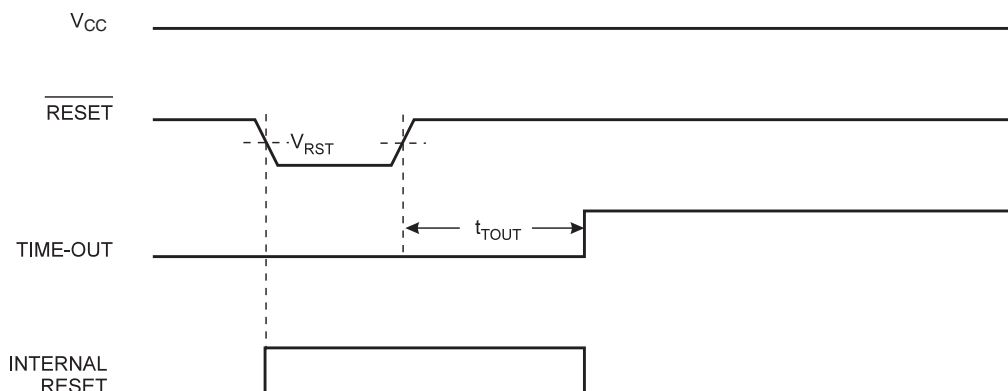 VCC
RESET
VRST
tTOUT
TIME-OUT
INTERNAL
RESET